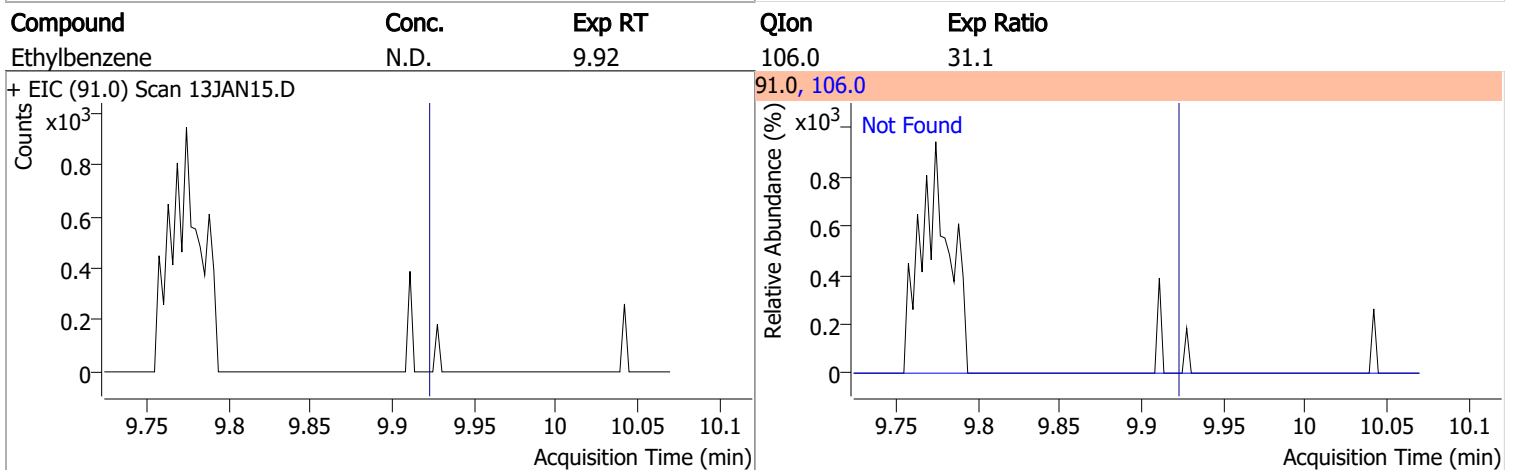 Compound Conc. Exp RT QIon Exp Ratio
Ethylbenzene N.D. 9.92 106.0 31.1
+ EIC (91.0) Scan 13JAN15.D
Counts
x10³
0.8
0.6
0.4
0.2
0
9.75 9.8 9.85 9.9 9.95 10 10.05 10.1
Acquisition Time (min)
91.0, 106.0
Relative Abundance (%)
x10³
Not Found
0.8
0.6
0.4
0.2
0
9.75 9.8 9.85 9.9 9.95 10 10.05 10.1
Acquisition Time (min)